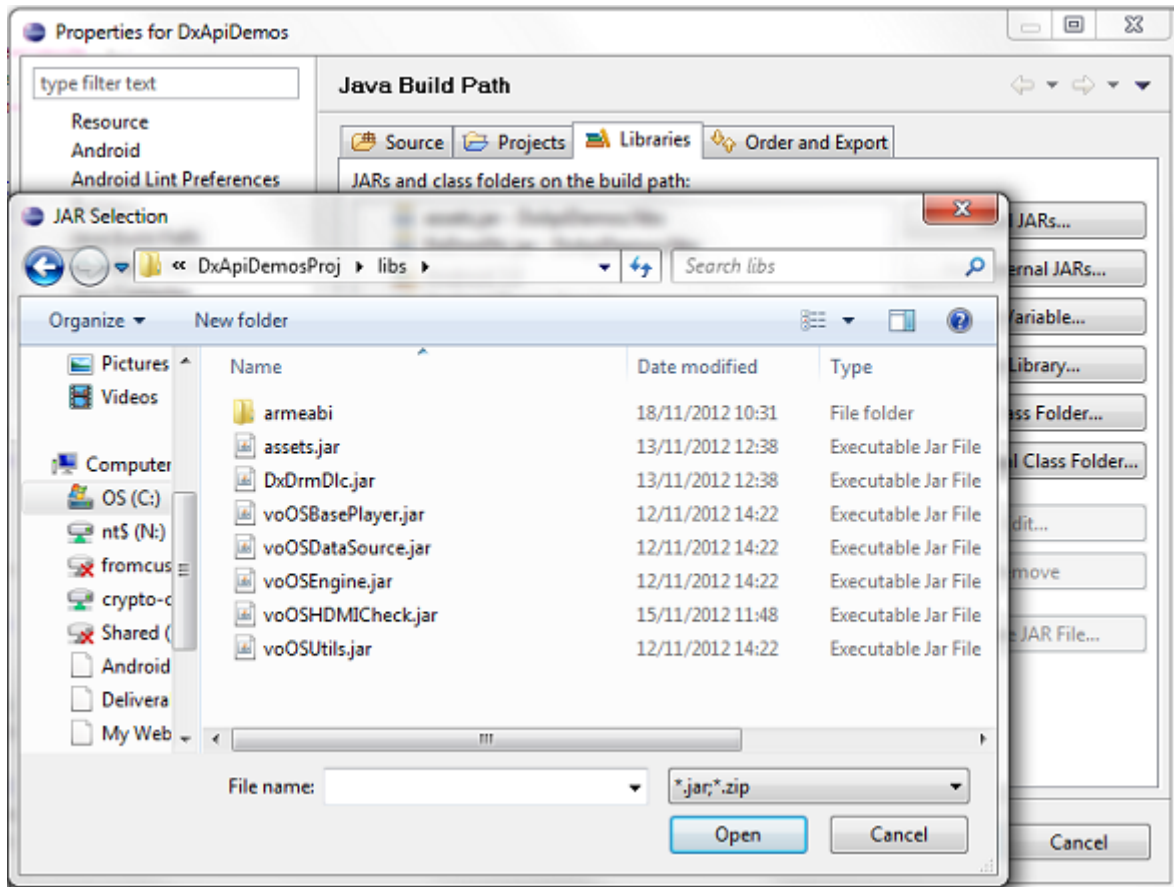 Properties for DxApiDemos
type filter text
Java Build Path
Resource
Android
Android Lint Preferences
Source Projects Libraries Order and Export
JARs and class folders on the build path:
JAR Selection
JARs...
« DxApiDemosProj libs
Search libs
ernal JARs...
Organize New folder
Variable...
Pictures
Name Date modified Type
Library...
Videos
armeabi 18/11/2012 10:31 File folder
ass Folder...
assets.jar 13/11/2012 12:38 Executable Jar File
Computer
l Class Folder...
DxDrmDlc.jar 13/11/2012 12:38 Executable Jar File
OS (C:)
voOSBasePlayer.jar 12/11/2012 14:22 Executable Jar File
nt$ (N:)
dit...
voOSDataSource.jar 12/11/2012 14:22 Executable Jar File
fromcus
voOSEngine.jar 12/11/2012 14:22 Executable Jar File
move
crypto-c
voOSHDMICheck.jar 15/11/2012 11:48 Executable Jar File
Shared (
e JAR File...
voOSUtils.jar 12/11/2012 14:22 Executable Jar File
Android
Delivera
My Web
File name:
*.jar;*.zip
Open Cancel
Cancel